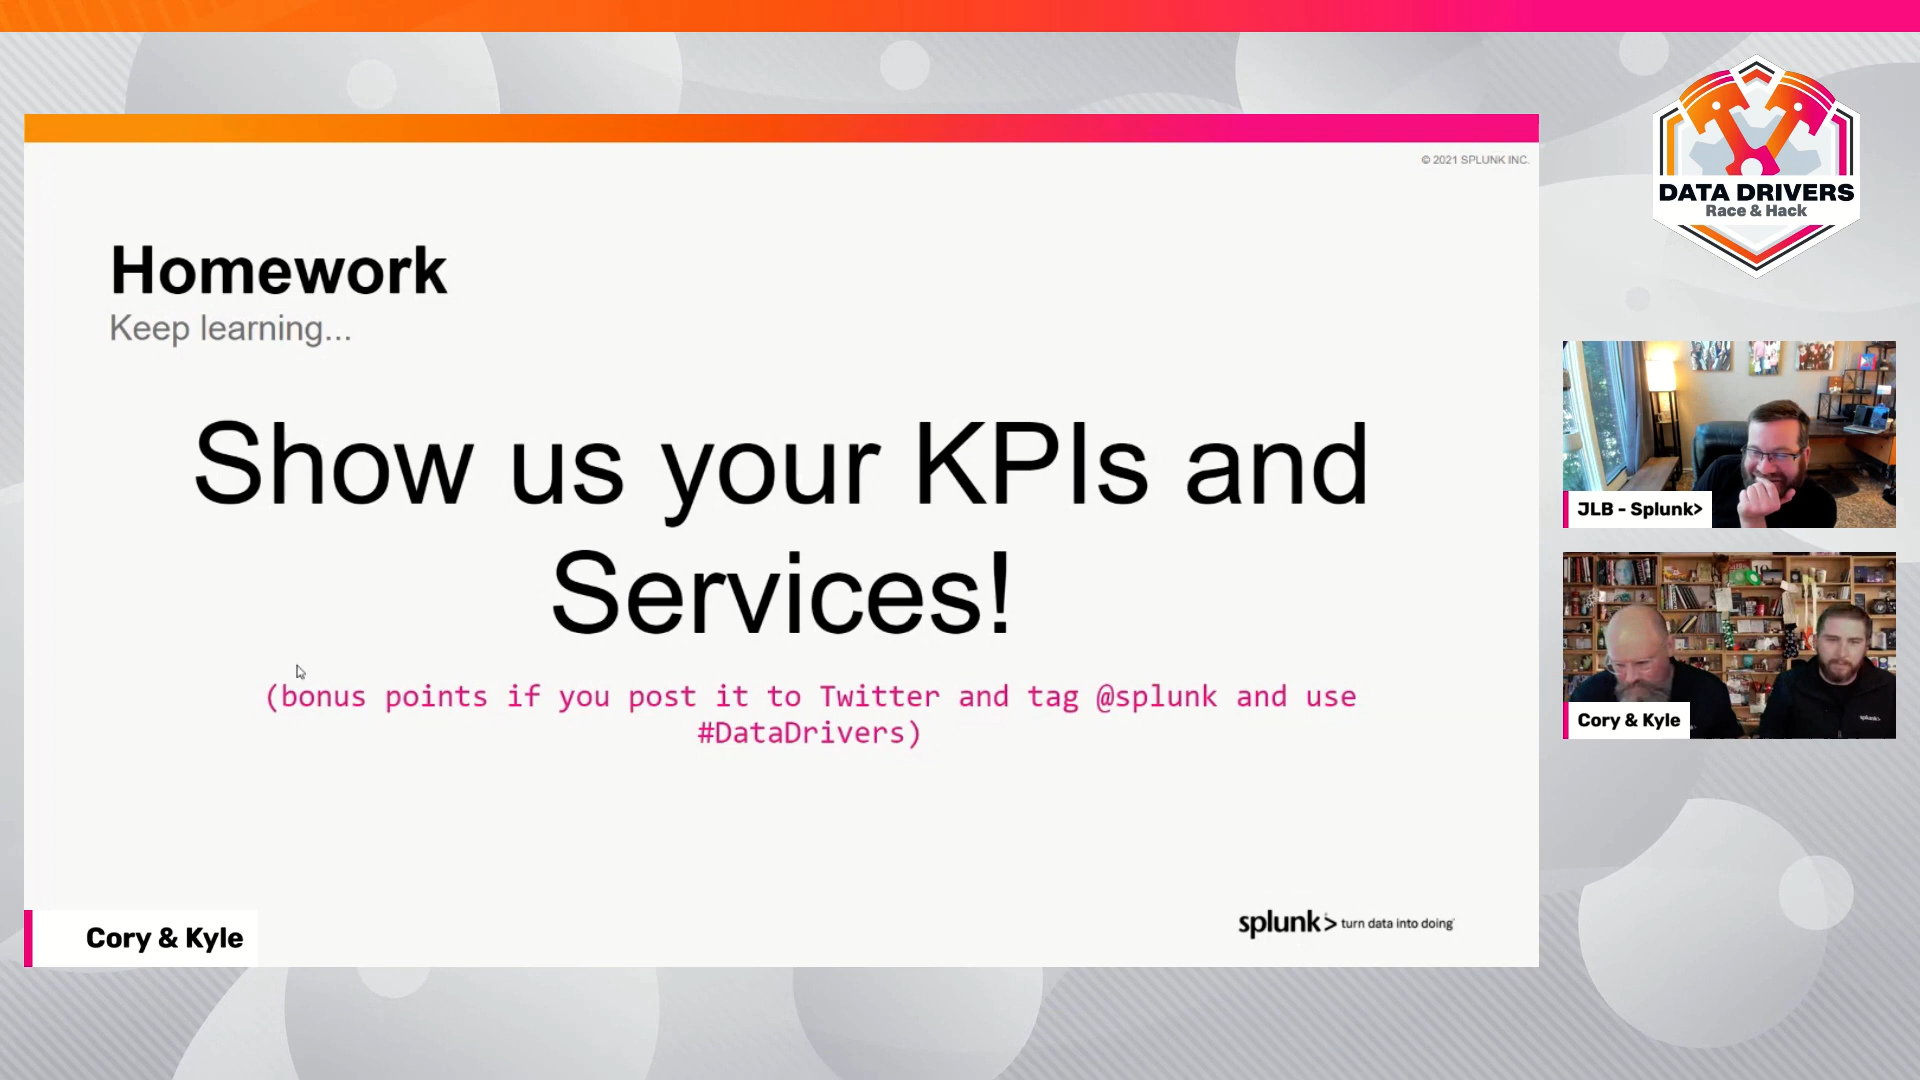 © 2021 SPLUNK INC.
Homework
Keep learning...
Show us your KPIs and
Services!
(bonus points if you post it to Twitter and tag @splunk and use
#DataDrivers)
Cory & Kyle
splunk> turn data into doing
DATA DRIVERS
Race & Hack
JLB - Splunk>
Cory & Kyle
splunk>